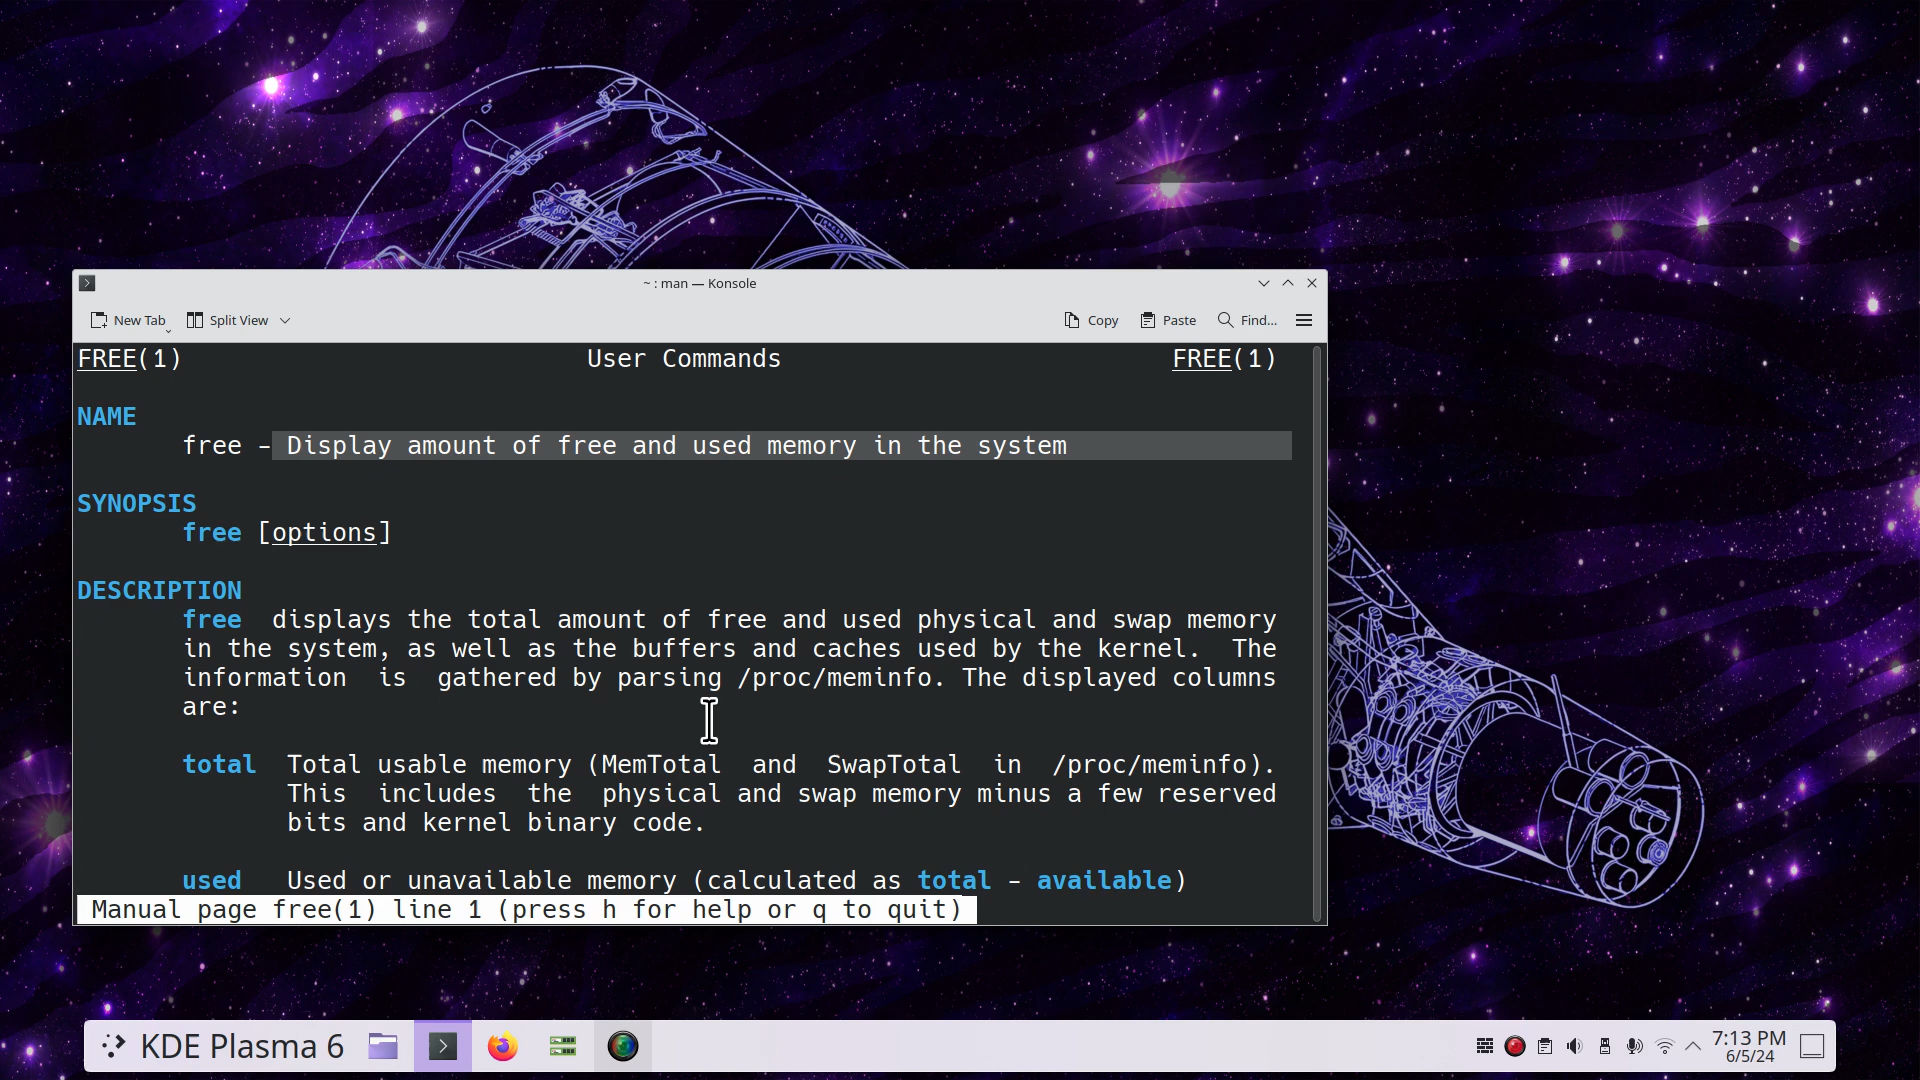 ~ : man — Konsole
New Tab Split View Copy Paste Find...
FREE(1) User Commands FREE(1)
NAME
free - Display amount of free and used memory in the system
SYNOPSIS
free [options]
DESCRIPTION
free displays the total amount of free and used physical and swap memory
in the system, as well as the buffers and caches used by the kernel. The
information is gathered by parsing /proc/meminfo. The displayed columns
are:
total Total usable memory (MemTotal and SwapTotal in /proc/meminfo).
This includes the physical and swap memory minus a few reserved
bits and kernel binary code.
used Used or unavailable memory (calculated as total - available)
Manual page free(1) line 1 (press h for help or q to quit)
KDE Plasma 6
7:13 PM
6/5/24